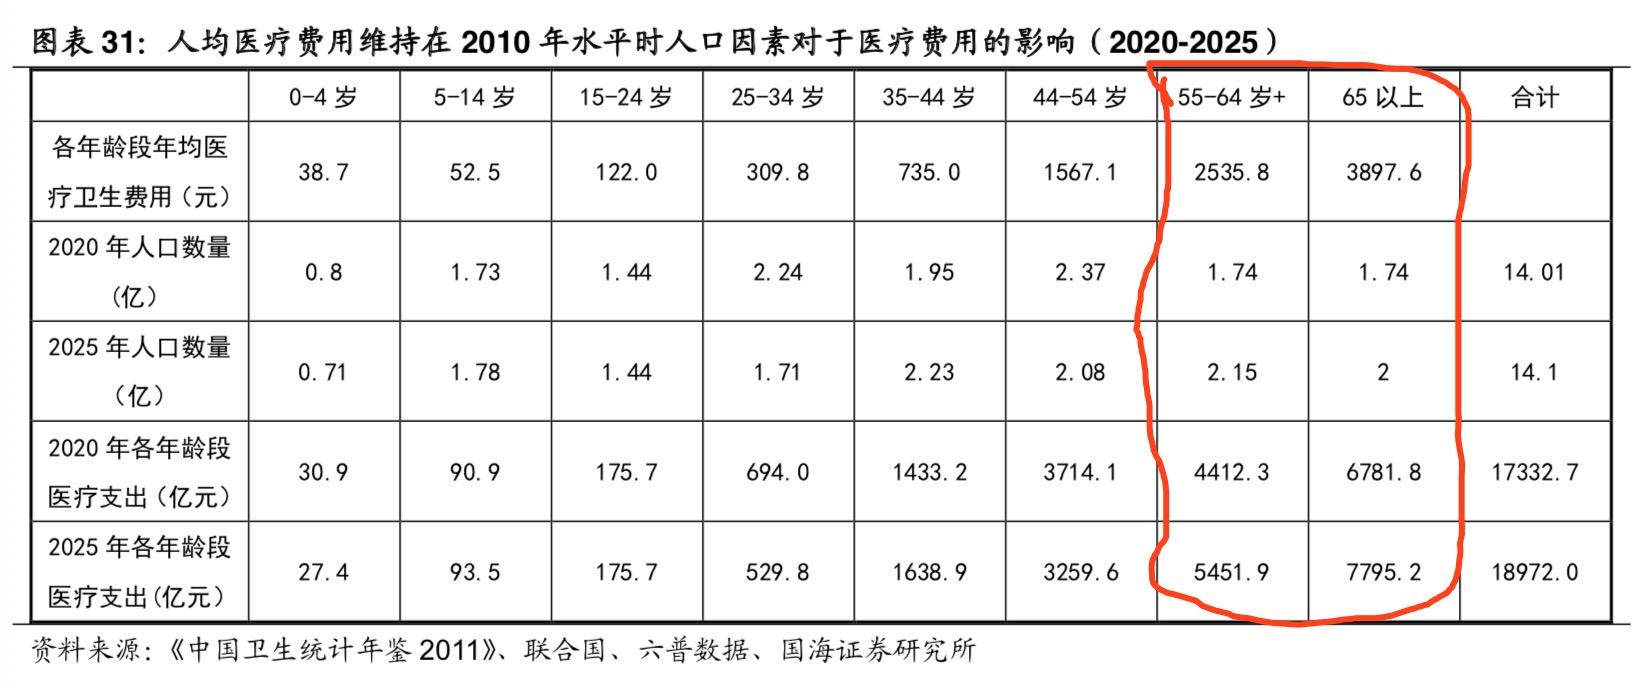 图表 31：人均医疗费用维持在 2010 年水平时人口因素对于医疗费用的影响（2020-2025）
0-4 岁 5-14 岁 15-24 岁 25-34 岁 35-44 岁 44-54 岁 55-64 岁+ 65 以上 合计
各年龄段年均医
疗卫生费用（元） 38.7 52.5 122.0 309.8 735.0 1567.1 2535.8 3897.6
2020 年人口数量
（亿） 0.8 1.73 1.44 2.24 1.95 2.37 1.74 1.74 14.01
2025 年人口数量
（亿） 0.71 1.78 1.44 1.71 2.23 2.08 2.15 2 14.1
2020 年各年龄段
医疗支出（亿元） 30.9 90.9 175.7 694.0 1433.2 3714.1 4412.3 6781.8 17332.7
2025 年各年龄段
医疗支出(亿元） 27.4 93.5 175.7 529.8 1638.9 3259.6 5451.9 7795.2 18972.0
资料来源：《中国卫生统计年鉴 2011》、联合国、六普数据、国海证券研究所